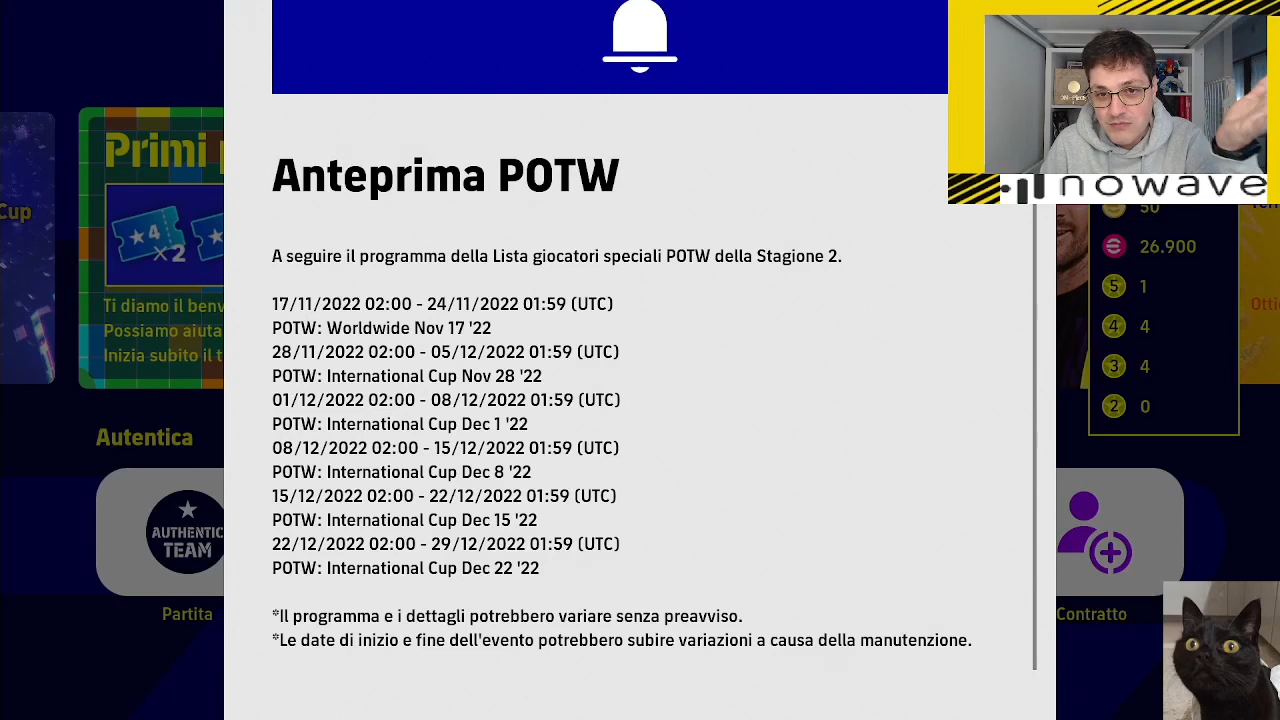 Anteprima POTW
A seguire il programma della Lista giocatori speciali POTW della Stagione 2.
17/11/2022 02:00 - 24/11/2022 01:59 (UTC)
POTW: Worldwide Nov 17 '22
28/11/2022 02:00 - 05/12/2022 01:59 (UTC)
POTW: International Cup Nov 28 '22
01/12/2022 02:00 - 08/12/2022 01:59 (UTC)
POTW: International Cup Dec 1 '22
08/12/2022 02:00 - 15/12/2022 01:59 (UTC)
POTW: International Cup Dec 8 '22
15/12/2022 02:00 - 22/12/2022 01:59 (UTC)
POTW: International Cup Dec 15 '22
22/12/2022 02:00 - 29/12/2022 01:59 (UTC)
POTW: International Cup Dec 22 '22
*Il programma e i dettagli potrebbero variare senza preavviso.
*Le date di inizio e fine dell'evento potrebbero subire variazioni a causa della manutenzione.
Cup
Primi
4
×2
Ti diamo il benv
Possiamo aiuta
Inizia subito il t
Autentica
AUTHENTIC
TEAM
Partita
nowave
50
26.900
5 1
4 4
3 4
2 0
Contratto